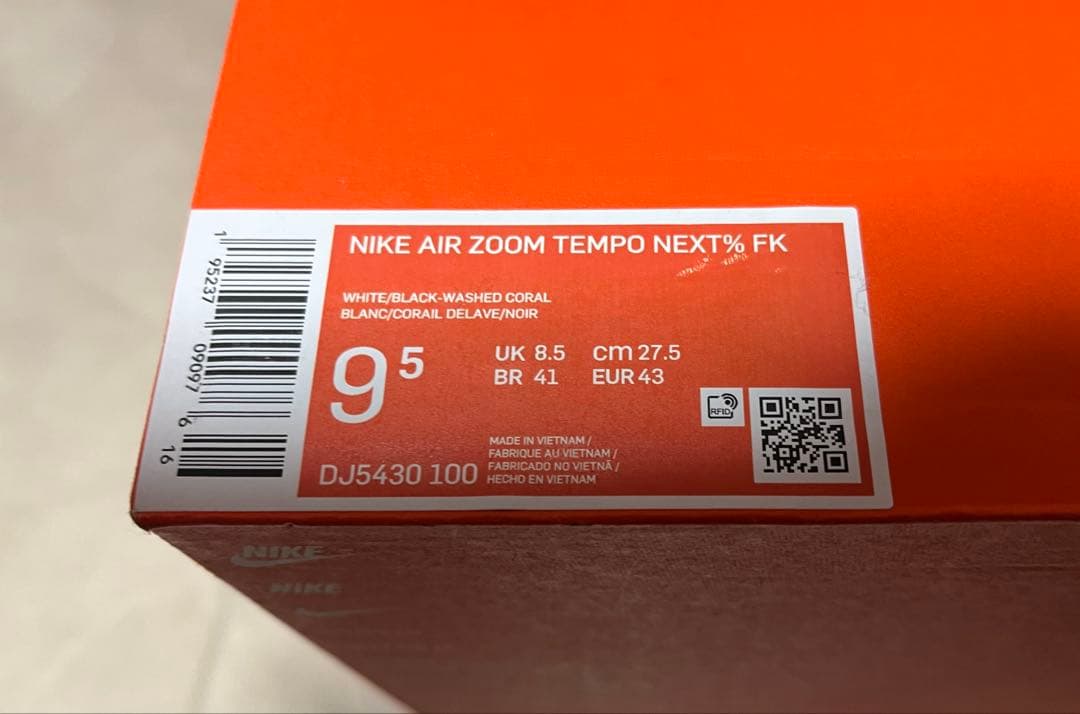 NIKE AIR ZOOM TEMPO NEXT% FK
WHITE/BLACK-WASHED CORAL
BLANC/CORAIL DELAVE/NOIR
9 5
UK 8.5 cm 27.5
BR 41 EUR 43
RFID
MADE IN VIETNAM /
FABRIQUE AU VIETNAM /
FABRICADO NO VIETNÃ /
HECHO EN VIETNAM
DJ5430 100
1 95237 09097 6 16
NIKE
NIKE